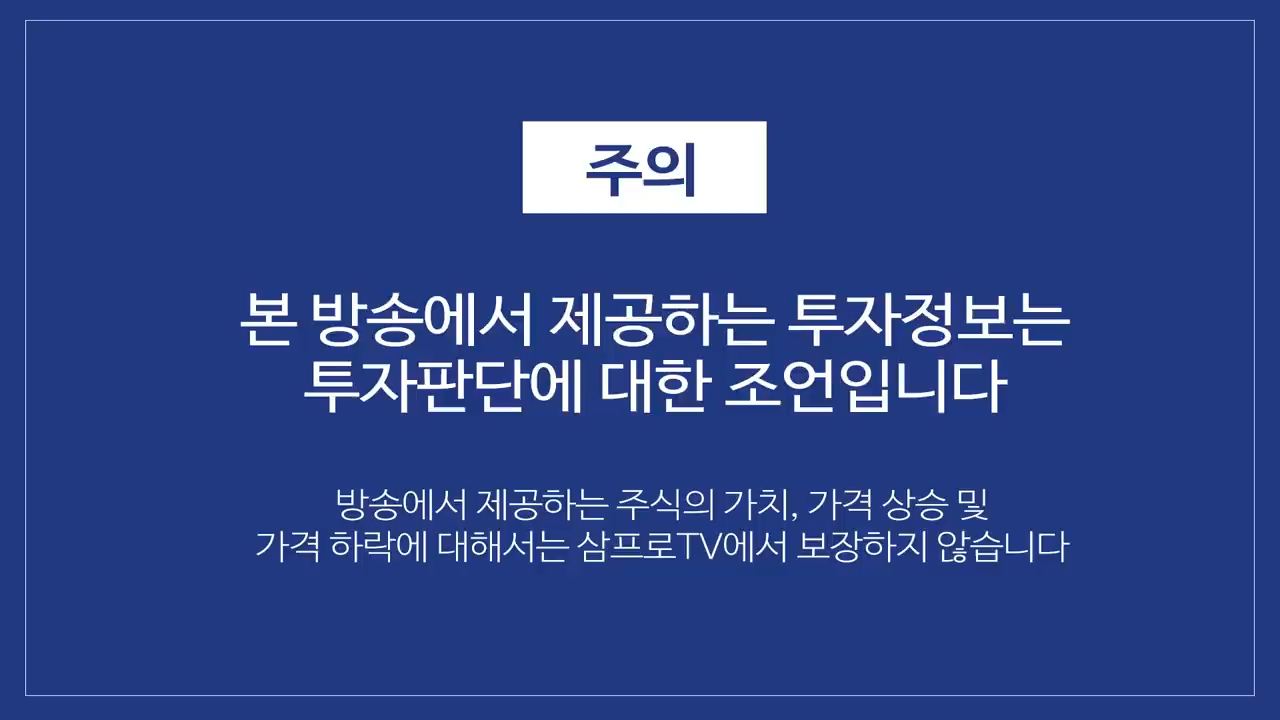 주의
본 방송에서 제공하는 투자정보는
투자판단에 대한 조언입니다
방송에서 제공하는 주식의 가치, 가격 상승 및
가격 하락에 대해서는 삼프로TV에서 보장하지 않습니다